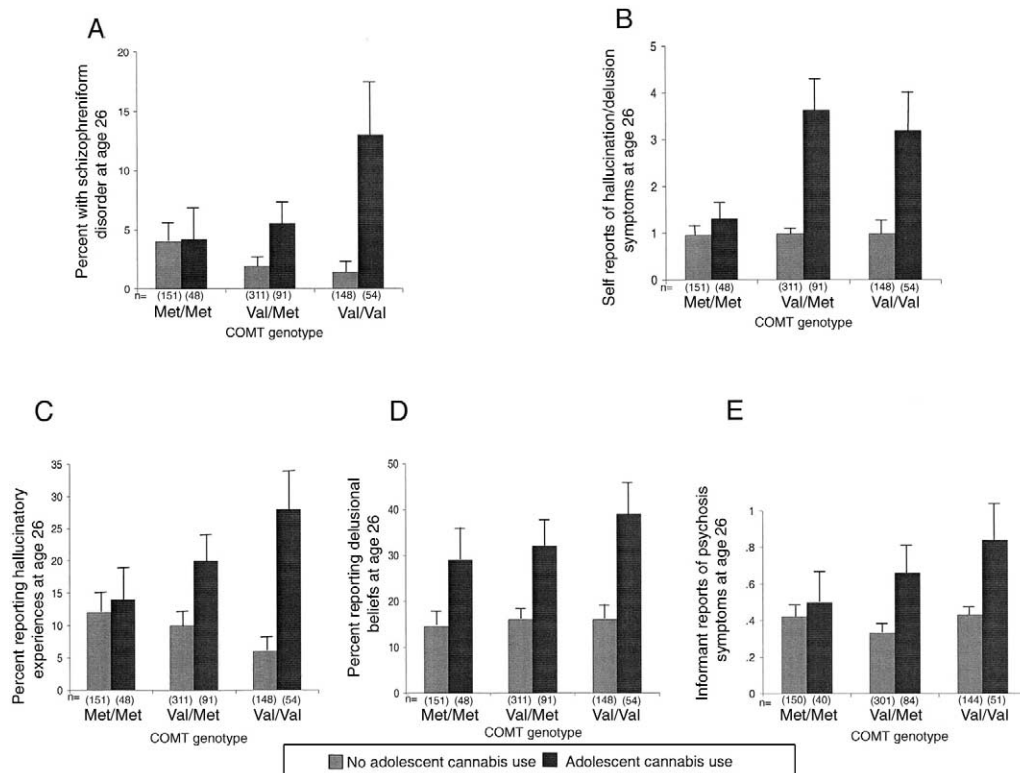 A
Percent with schizophreniform
disorder at age 26
20
15
10
5
0
n= (151) (48) (311) (91) (148) (54)
Met/Met Val/Met Val/Val
COMT genotype
B
Self reports of hallucination/delusion
symptoms at age 26
5
4
3
2
1
0
n= (151) (48) (311) (91) (148) (54)
Met/Met Val/Met Val/Val
COMT genotype
C
Percent reporting hallucinatory
experiences at age 26
35
30
25
20
15
10
5
0
n= (151) (48) (311) (91) (148) (54)
Met/Met Val/Met Val/Val
COMT genotype
D
Percent reporting delusional
beliefs at age 26
50
40
30
20
10
0
n= (151) (48) (311) (91) (148) (54)
Met/Met Val/Met Val/Val
COMT genotype
E
Informant reports of psychosis
symptoms at age 26
1
.8
.6
.4
.2
0
n= (150) (40) (301) (84) (144) (51)
Met/Met Val/Met Val/Val
COMT genotype
No adolescent cannabis use Adolescent cannabis use